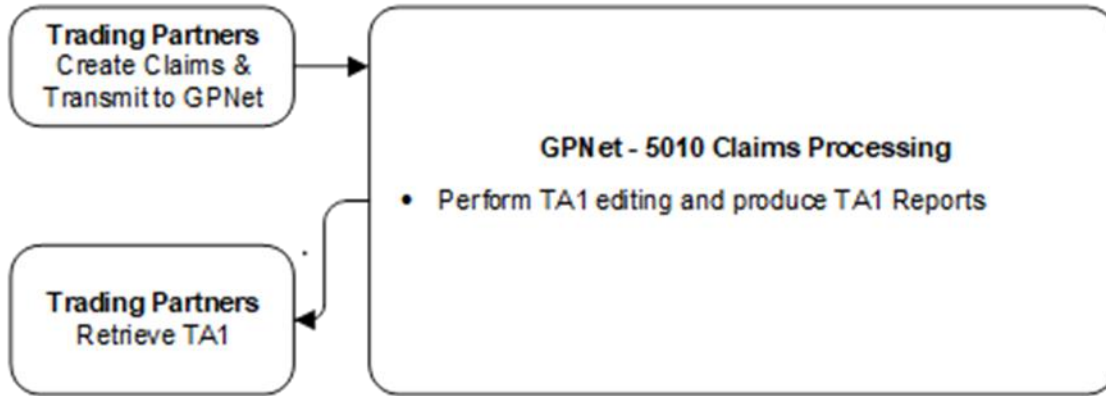 Trading Partners
Create Claims &
Transmit to GPNet
GPNet - 5010 Claims Processing
• Perform TA1 editing and produce TA1 Reports
Trading Partners
Retrieve TA1